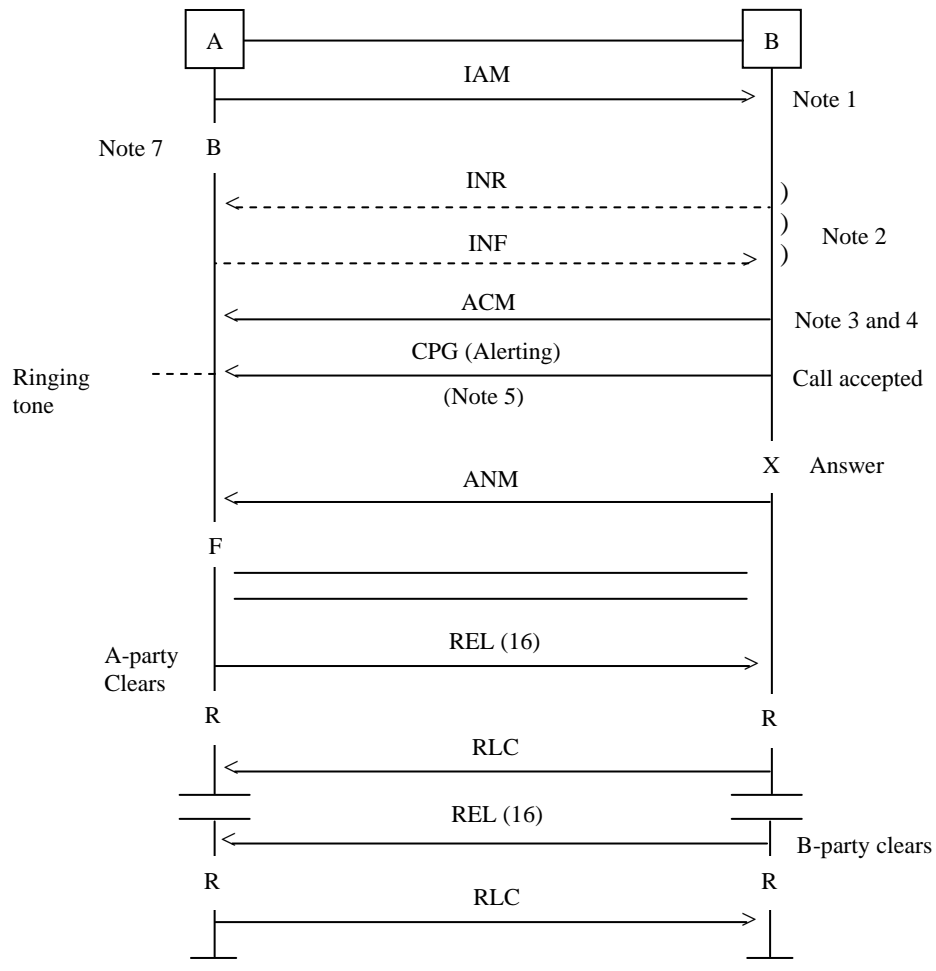 A
B
IAM
Note 1
Note 7
B
INR
)
)
Note 2
INF
)
ACM
Note 3 and 4
CPG (Alerting)
Ringing
tone
Call accepted
(Note 5)
X
Answer
ANM
F
REL (16)
A-party
Clears
R
R
RLC
REL (16)
B-party clears
R
R
RLC